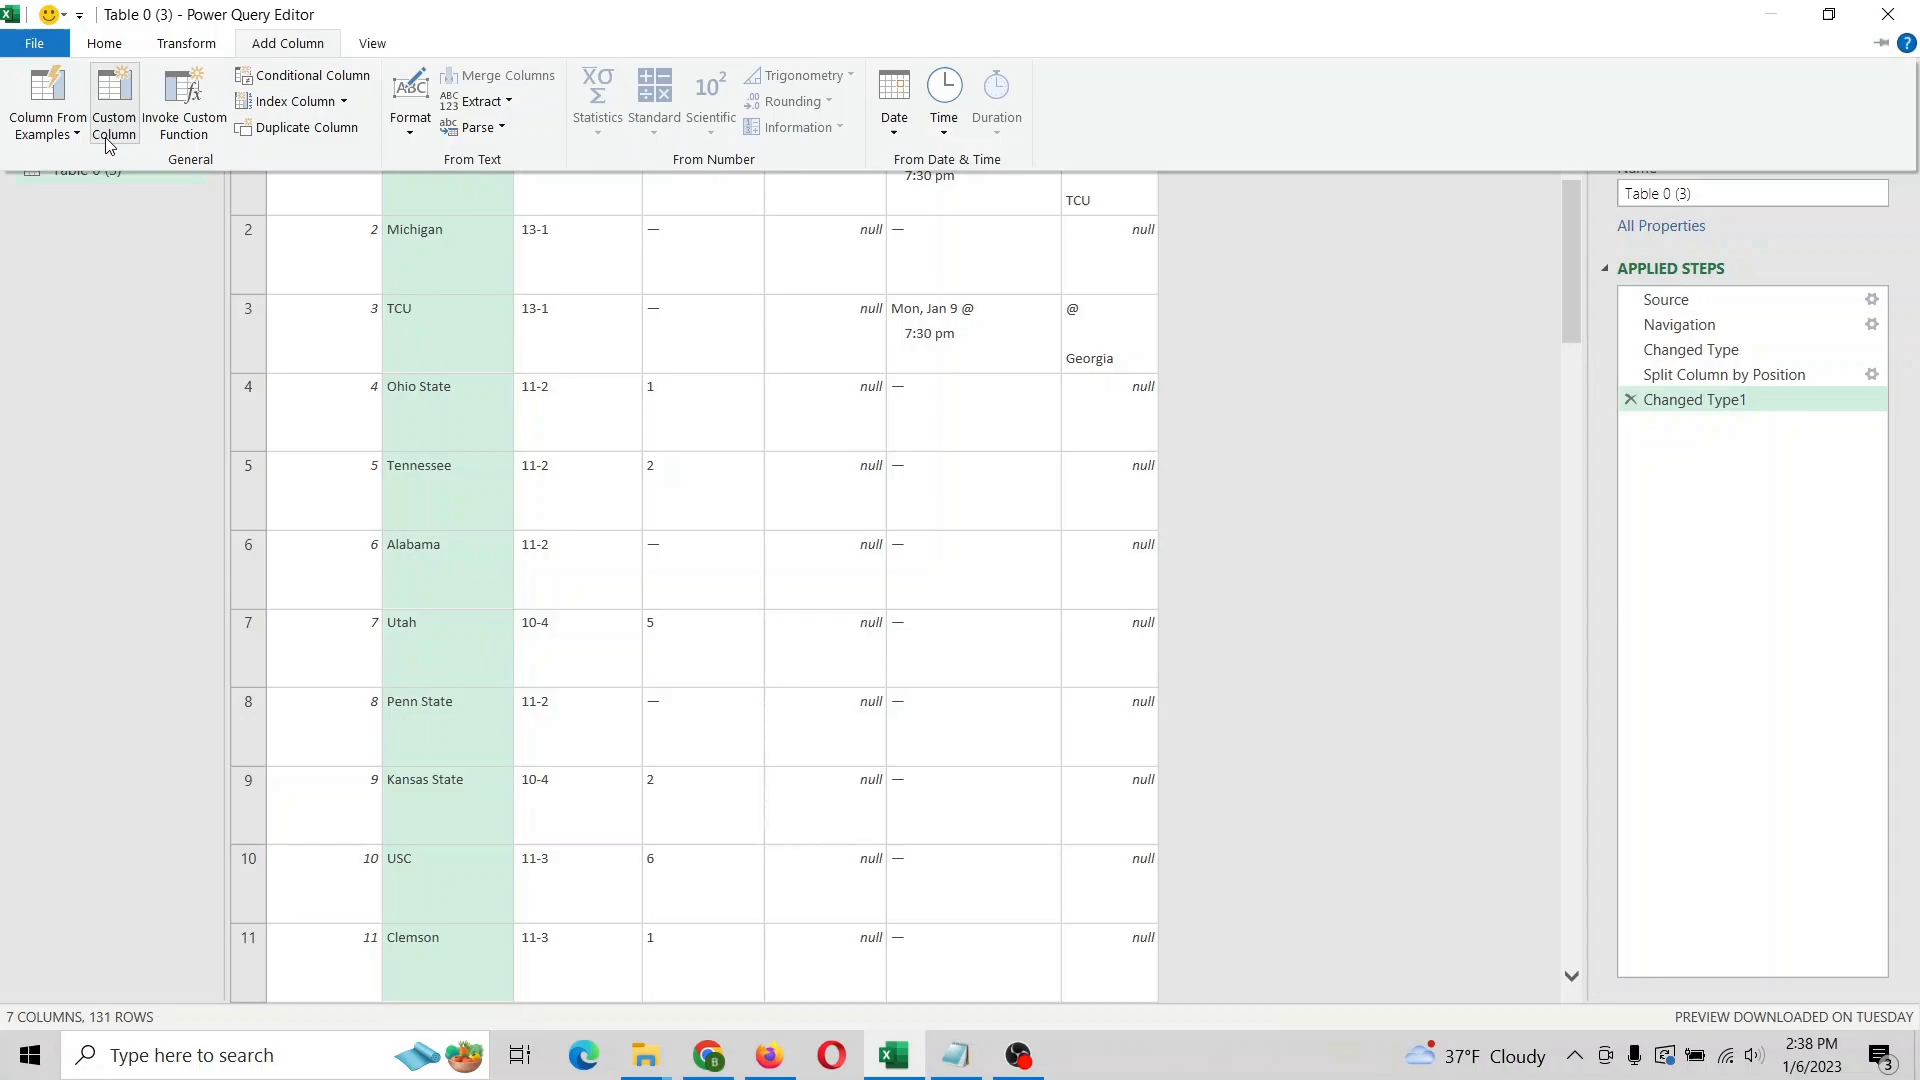 Table 0 (3) - Power Query Editor
File Home Transform Add Column View
Column From
Examples
Custom
Column
Invoke Custom
Function
Conditional Column
Index Column
Duplicate Column
General
Format
Merge Columns
Extract
Parse
From Text
Statistics
Standard
Scientific
Trigonometry
Rounding
Information
From Number
Date
Time
Duration
From Date & Time
Table 0 (3)
7:30 pm
TCU
2 2 Michigan 13-1 — null — null
3 3 TCU 13-1 — null Mon, Jan 9 @ @
7:30 pm
Georgia
4 4 Ohio State 11-2 1 null — null
5 5 Tennessee 11-2 2 null — null
6 6 Alabama 11-2 — null — null
7 7 Utah 10-4 5 null — null
8 8 Penn State 11-2 — null — null
9 9 Kansas State 10-4 2 null — null
10 10 USC 11-3 6 null — null
11 11 Clemson 11-3 1 null — null
Name
Table 0 (3)
All Properties
APPLIED STEPS
Source
Navigation
Changed Type
Split Column by Position
Changed Type1
7 COLUMNS, 131 ROWS
PREVIEW DOWNLOADED ON TUESDAY
Type here to search
37°F Cloudy
2:38 PM
1/6/2023
3